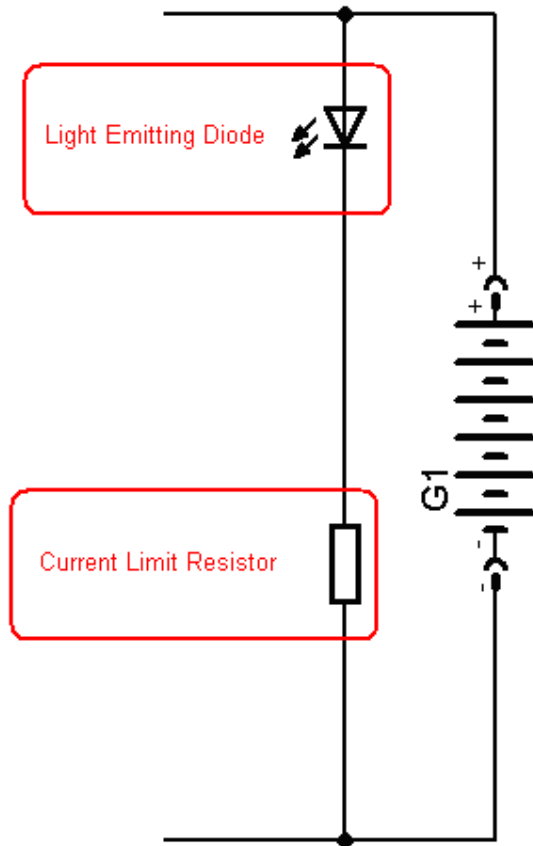 Light Emitting Diode
+
+
G1
-
-
Current Limit Resistor